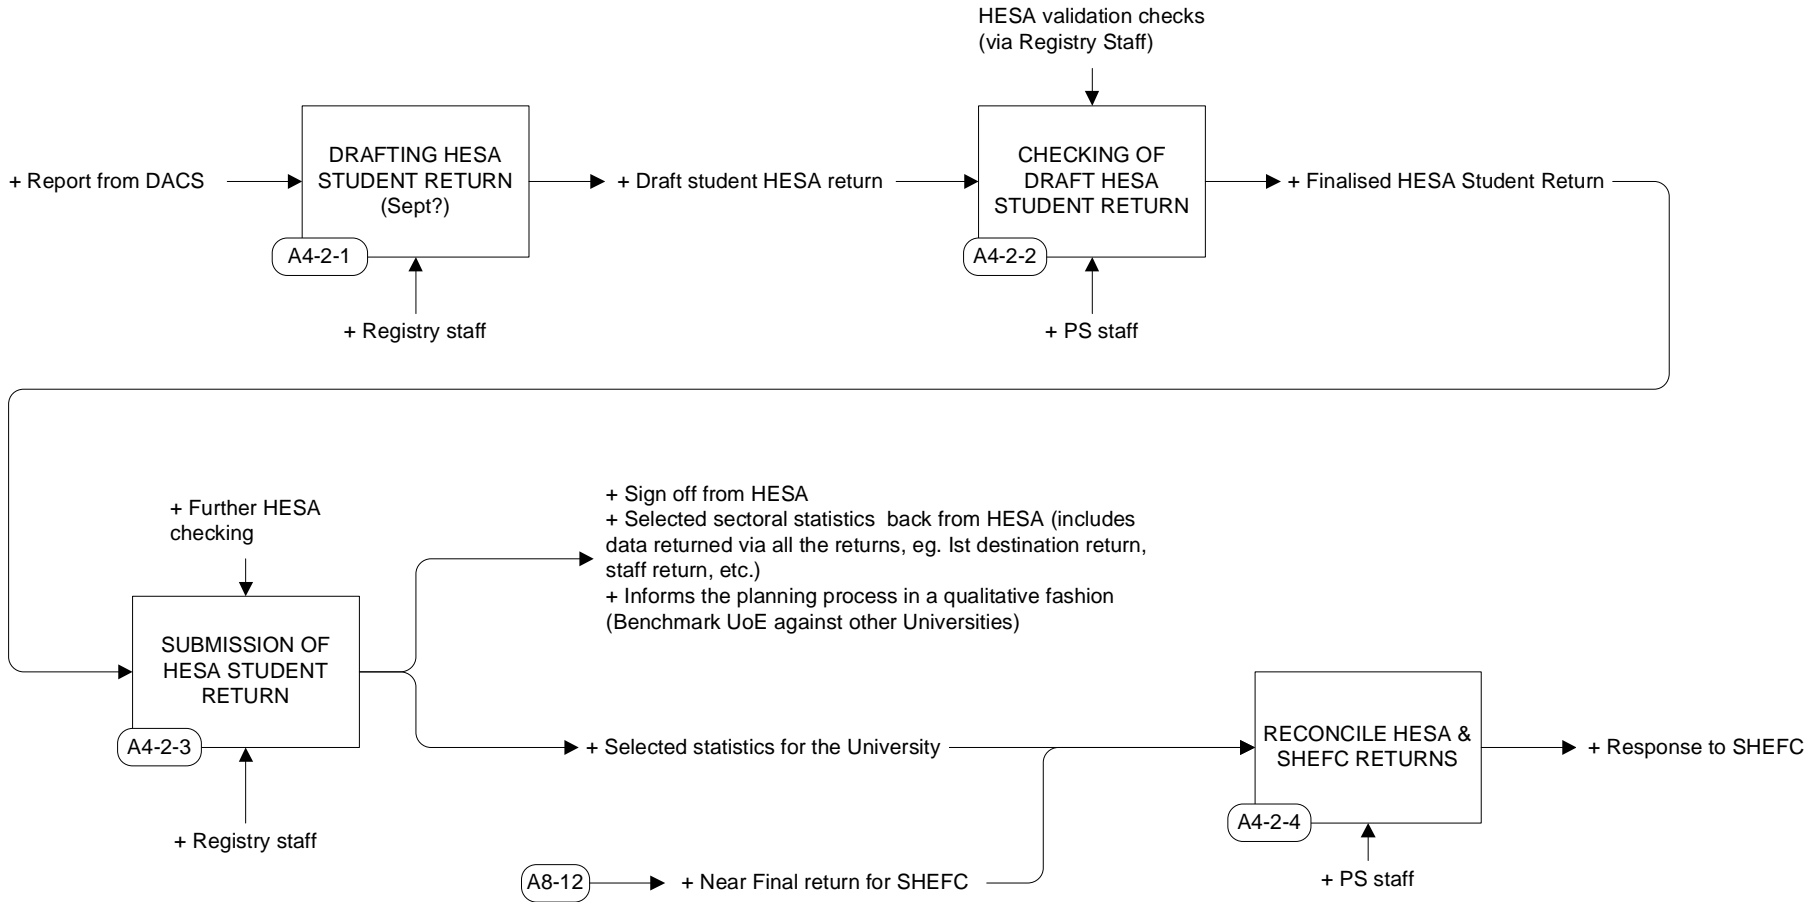 HESA validation checks
(via Registry Staff)
+ Report from DACS
DRAFTING HESA
STUDENT RETURN
(Sept?)
A4-2-1
+ Registry staff
+ Draft student HESA return
CHECKING OF
DRAFT HESA
STUDENT RETURN
A4-2-2
+ PS staff
+ Finalised HESA Student Return
+ Further HESA
checking
SUBMISSION OF
HESA STUDENT
RETURN
A4-2-3
+ Registry staff
+ Sign off from HESA
+ Selected sectoral statistics  back from HESA (includes
data returned via all the returns, eg. Ist destination return,
staff return, etc.)
+ Informs the planning process in a qualitative fashion
(Benchmark UoE against other Universities)
+ Selected statistics for the University
A8-12
+ Near Final return for SHEFC
RECONCILE HESA &
SHEFC RETURNS
A4-2-4
+ PS staff
+ Response to SHEFC